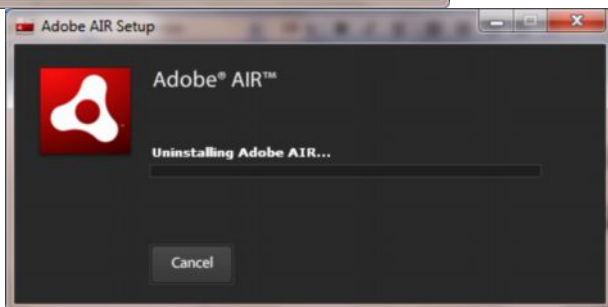 Adobe AIR Setup
Adobe® AIR™
Uninstalling Adobe AIR...
Cancel